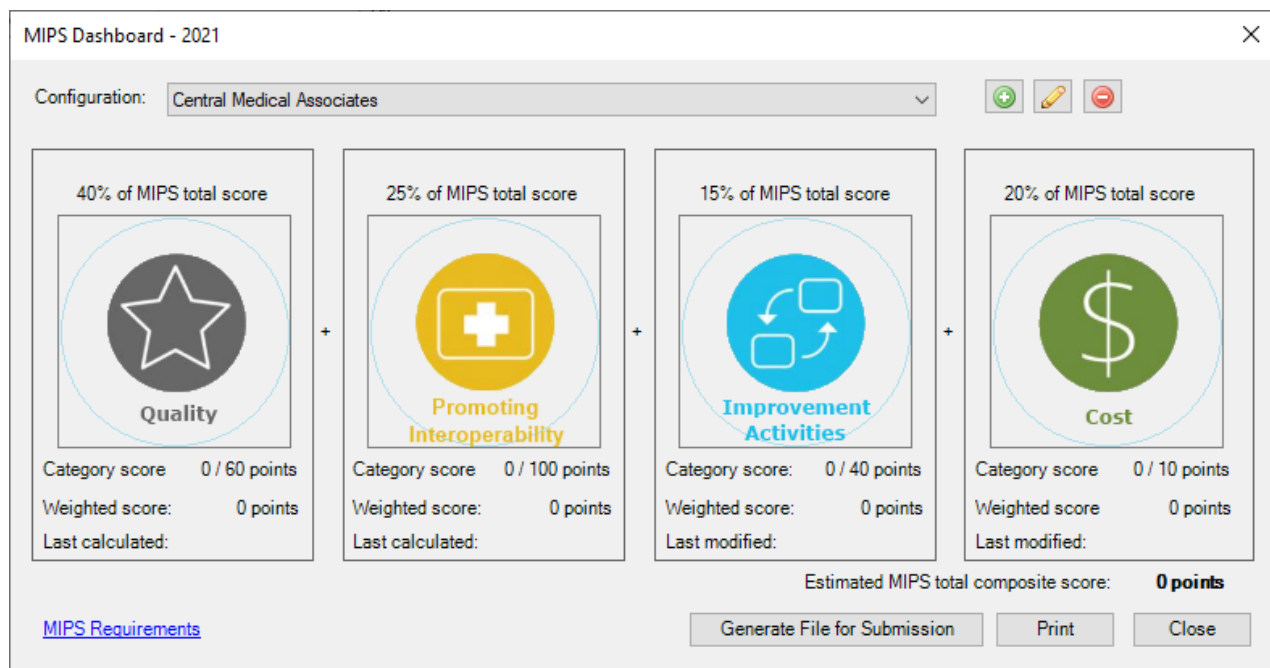 MIPS Dashboard - 2021
Configuration: Central Medical Associates
40% of MIPS total score
Quality
Category score 0 / 60 points
Weighted score: 0 points
Last calculated:
+
25% of MIPS total score
Promoting
Interoperability
Category score 0 / 100 points
Weighted score: 0 points
Last calculated:
+
15% of MIPS total score
Improvement
Activities
Category score: 0 / 40 points
Weighted score: 0 points
Last modified:
+
20% of MIPS total score
Cost
Category score 0 / 10 points
Weighted score 0 points
Last modified:
Estimated MIPS total composite score: 0 points
MIPS Requirements
Generate File for Submission
Print
Close